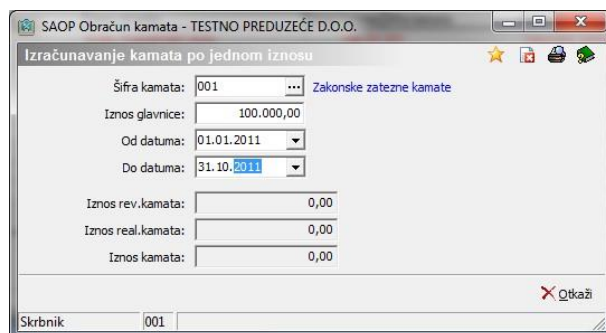 SAOP Obračun kamata - TESTNO PREDUZEĆE D.O.O.
Izračunavanje kamata po jednom iznosu
Šifra kamata: 001 ... Zakonske zatezne kamate
Iznos glavnice: 100.000,00
Od datuma: 01.01.2011
Do datuma: 31.10.2011
Iznos rev.kamata: 0,00
Iznos real.kamata: 0,00
Iznos kamata: 0,00
Otkaži
Skrbnik 001